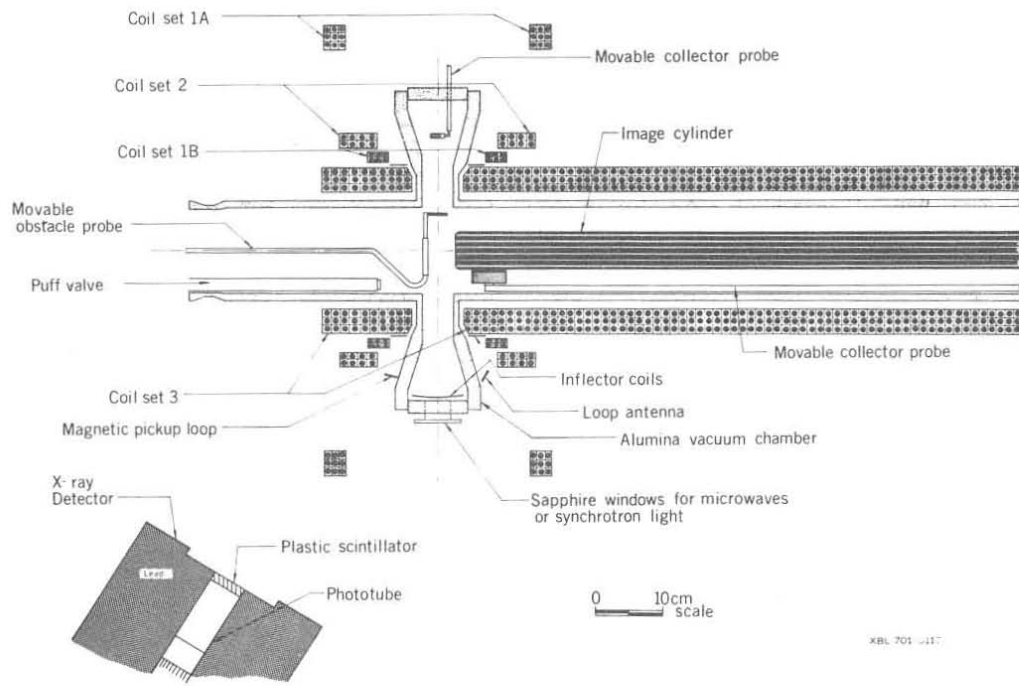 Coil set 1A
Movable collector probe
Coil set 2
Image cylinder
Coil set 1B
Movable
obstacle probe
Puff valve
Movable collector probe
Coil set 3
Inflector coils
Magnetic pickup loop
Loop antenna
Alumina vacuum chamber
X-ray
Detector
Sapphire windows for microwaves
or synchrotron light
Plastic scintillator
Lead
Phototube
0 10cm
scale
XBL 701